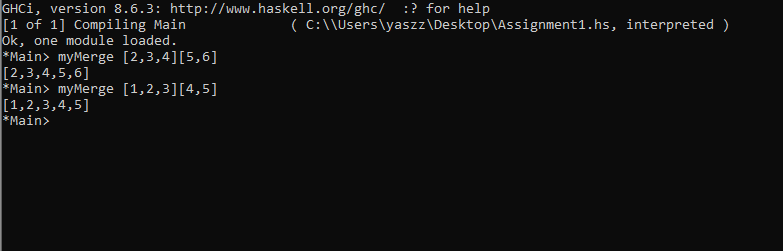 GHCi, version 8.6.3: http://www.haskell.org/ghc/  :? for help
[1 of 1] Compiling Main             ( C:\\Users\yaszz\Desktop\Assignment1.hs, interpreted )
Ok, one module loaded.
*Main> myMerge [2,3,4][5,6]
[2,3,4,5,6]
*Main> myMerge [1,2,3][4,5]
[1,2,3,4,5]
*Main>